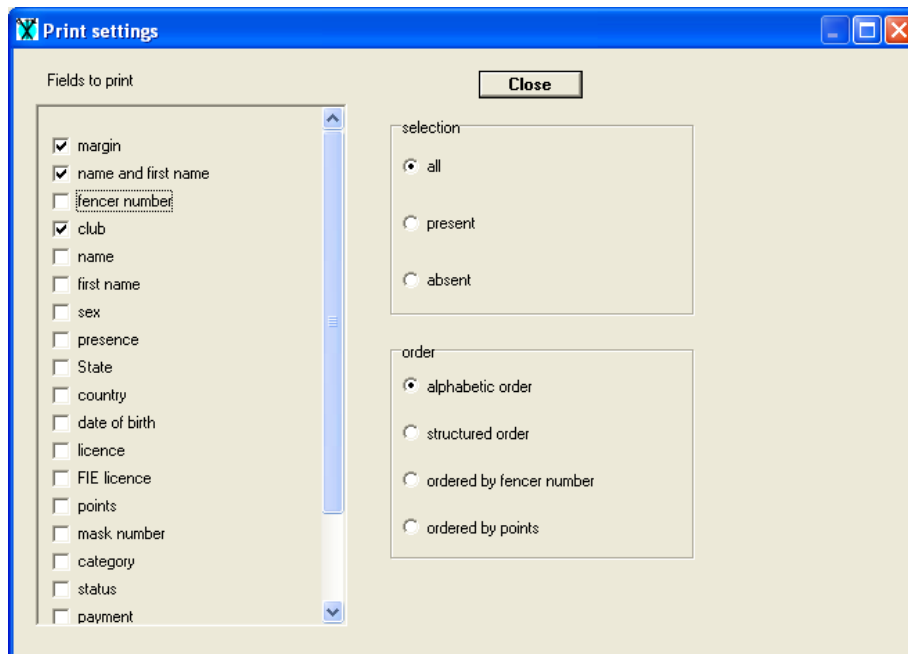 Print settings
Fields to print
Close
margin
name and first name
fencer number
club
name
first name
sex
presence
State
country
date of birth
licence
FIE licence
points
mask number
category
status
payment
selection
all
present
absent
order
alphabetic order
structured order
ordered by fencer number
ordered by points